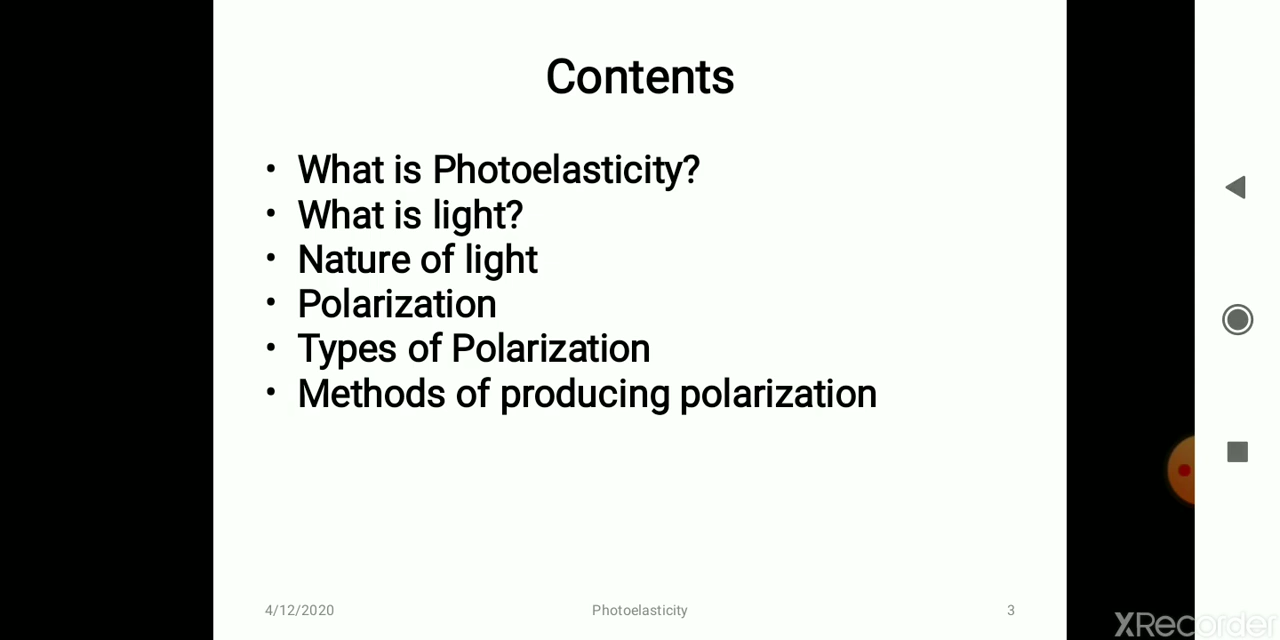 Contents
• What is Photoelasticity?
• What is light?
• Nature of light
• Polarization
• Types of Polarization
• Methods of producing polarization
4/12/2020 Photoelasticity 3
XRecorder